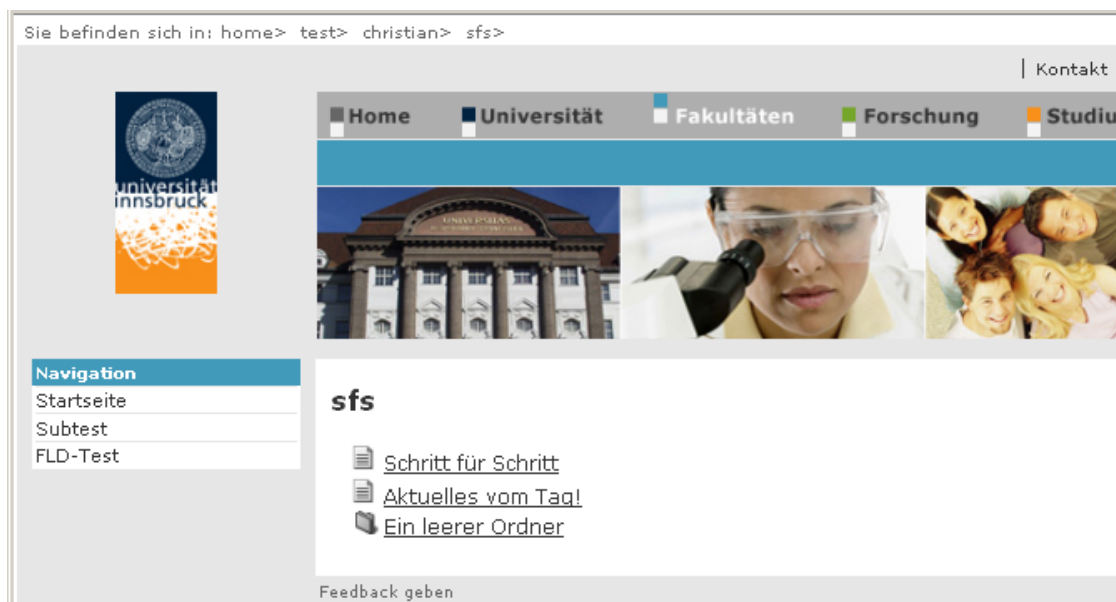 Sie befinden sich in: home> test> christian> sfs>
| Kontakt
Home Universität Fakultäten Forschung Studiu
universität
innsbruck
UNIVERSITAS
Navigation
Startseite
Subtest
FLD-Test
sfs
Schritt für Schritt
Aktuelles vom Tag!
Ein leerer Ordner
Feedback geben